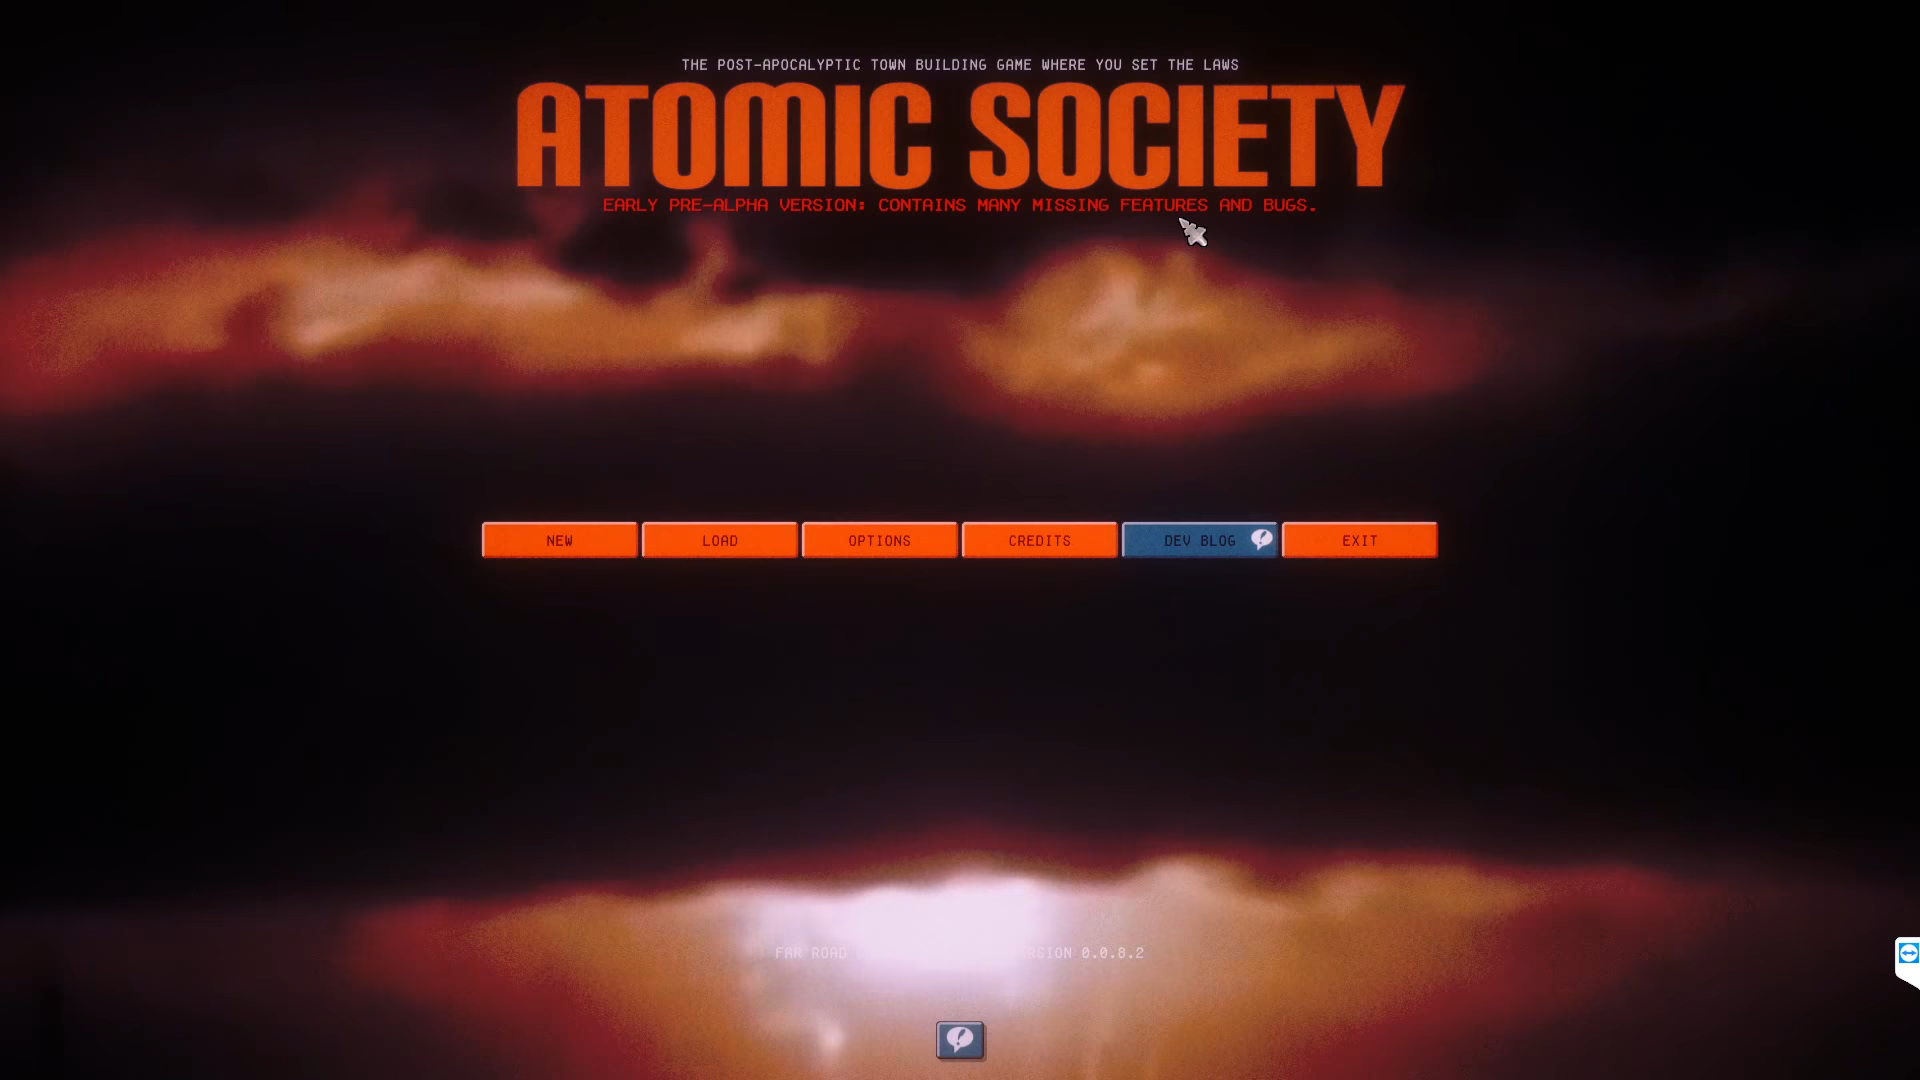 THE POST-APOCALYPTIC TOWN BUILDING GAME WHERE YOU SET THE LAWS
ATOMIC SOCIETY
EARLY PRE-ALPHA VERSION: CONTAINS MANY MISSING FEATURES AND BUGS.
NEW LOAD OPTIONS CREDITS DEV BLOG EXIT
FAR ROAD 0.0.8.2